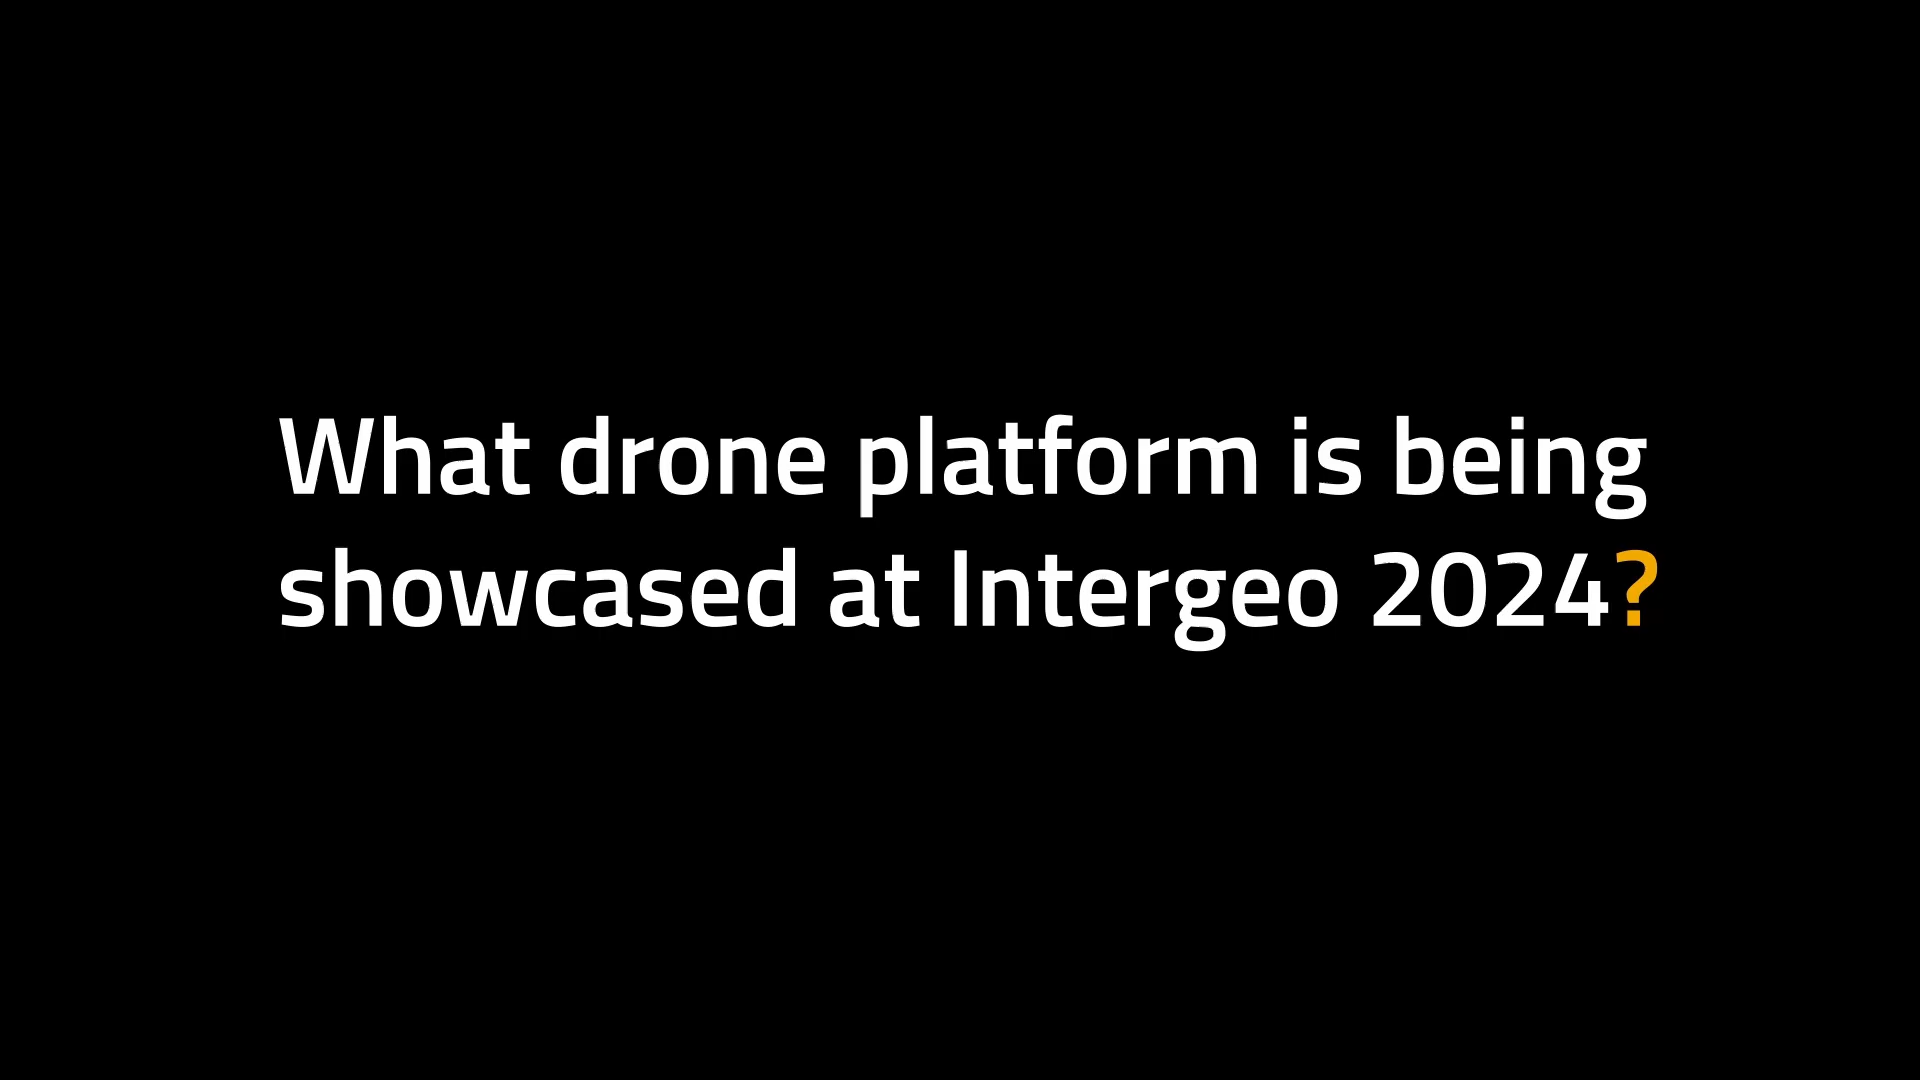 What drone platform is being
showcased at Intergeo 2024?